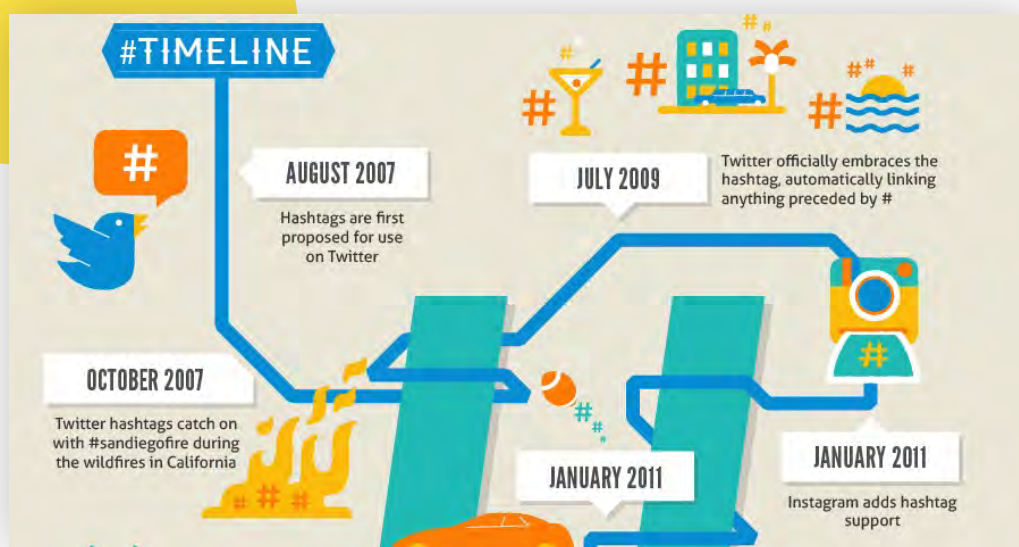 #TIMELINE
AUGUST 2007
Hashtags are first
proposed for use
on Twitter
OCTOBER 2007
Twitter hashtags catch on
with #sandiegofire during
the wildfires in California
JULY 2009
Twitter officially embraces the
hashtag, automatically linking
anything preceded by #
JANUARY 2011
Instagram adds hashtag
support
JANUARY 2011